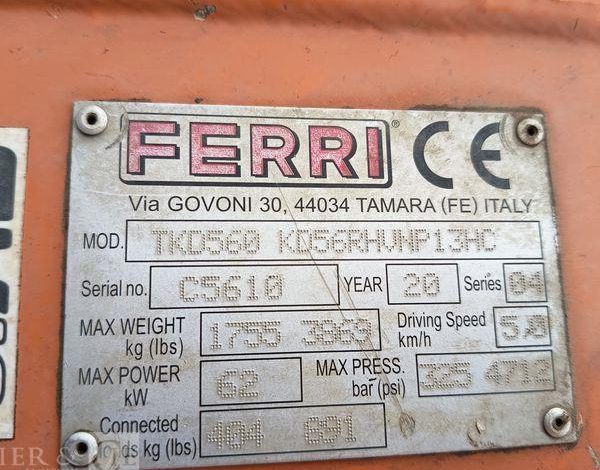 FERRI® CE
Via GOVONI 30, 44034 TAMARA (FE) ITALY
MOD. TKD560 KD56RHVMP13HC
Serial no. C5610 YEAR 20 Series 04
MAX WEIGHT kg (lbs) 1755 3869 Driving Speed km/h 5,0
MAX POWER kW 62 MAX PRESS. bar (psi) 325 4712
Connected kg (lbs) 404 891